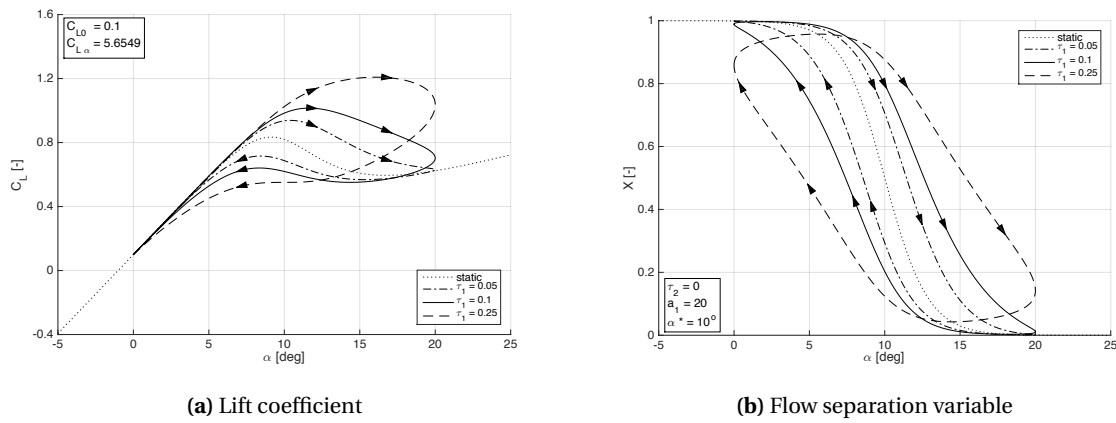 1.6
1.2
0.8
0.4
0
-0.4
C_L [-]
C_L0 = 0.1
C_L α = 5.6549
static
τ_1 = 0.05
τ_1 = 0.1
τ_1 = 0.25
-5 0 5 10 15 20 25
α [deg]
(a) Lift coefficient
1
0.8
0.6
0.4
0.2
0
X [-]
static
τ_1 = 0.05
τ_1 = 0.1
τ_1 = 0.25
τ_2 = 0
a_1 = 20
α * = 10°
-5 0 5 10 15 20 25
α [deg]
(b) Flow separation variable